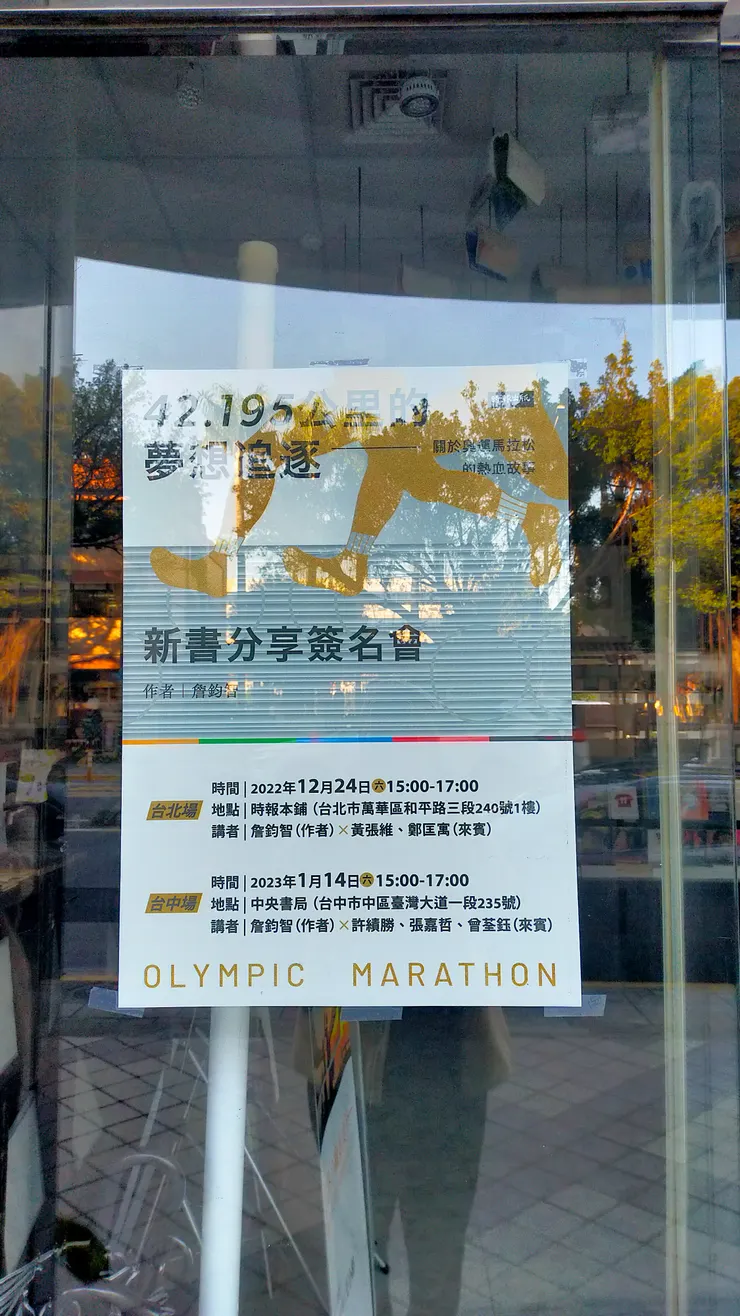 42.195公里的
夢想追逐
關於奧運馬拉松
的熱血故事
新書分享簽名會
作者｜詹鈞智
台北場
時間｜2022年12月24日六15:00-17:00
地點｜時報本鋪（台北市萬華區和平路三段240號1樓）
講者｜詹鈞智（作者）×黃張維、鄭匡寓（來賓）
台中場
時間｜2023年1月14日六15:00-17:00
地點｜中央書局（台中市中區臺灣大道一段235號）
講者｜詹鈞智（作者）×許績勝、張嘉哲、曾荃鈺（來賓）
OLYMPIC MARATHON